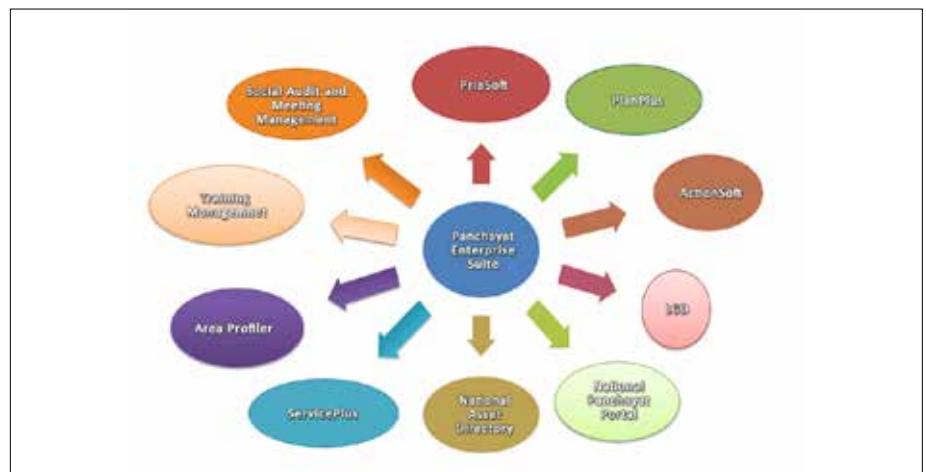 PriaSoft
PlanPlus
ActionSoft
LGD
National
Panchayat
Portal
National
Asset
Directory
ServicePlus
Area Profiler
Training
Managemnet
Social Audit and
Meeting
Management
Panchayat
Enterprise
Suite